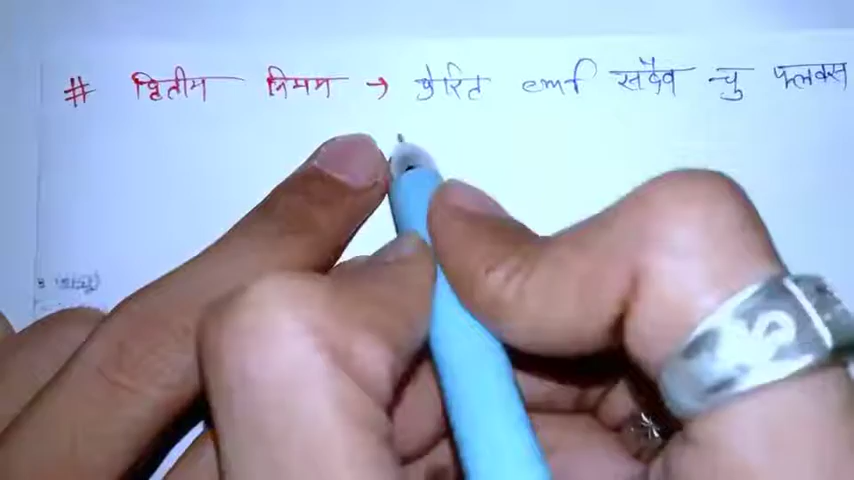 # द्वितीय नियम → प्रेरित emf सदैव चु फ्लक्स